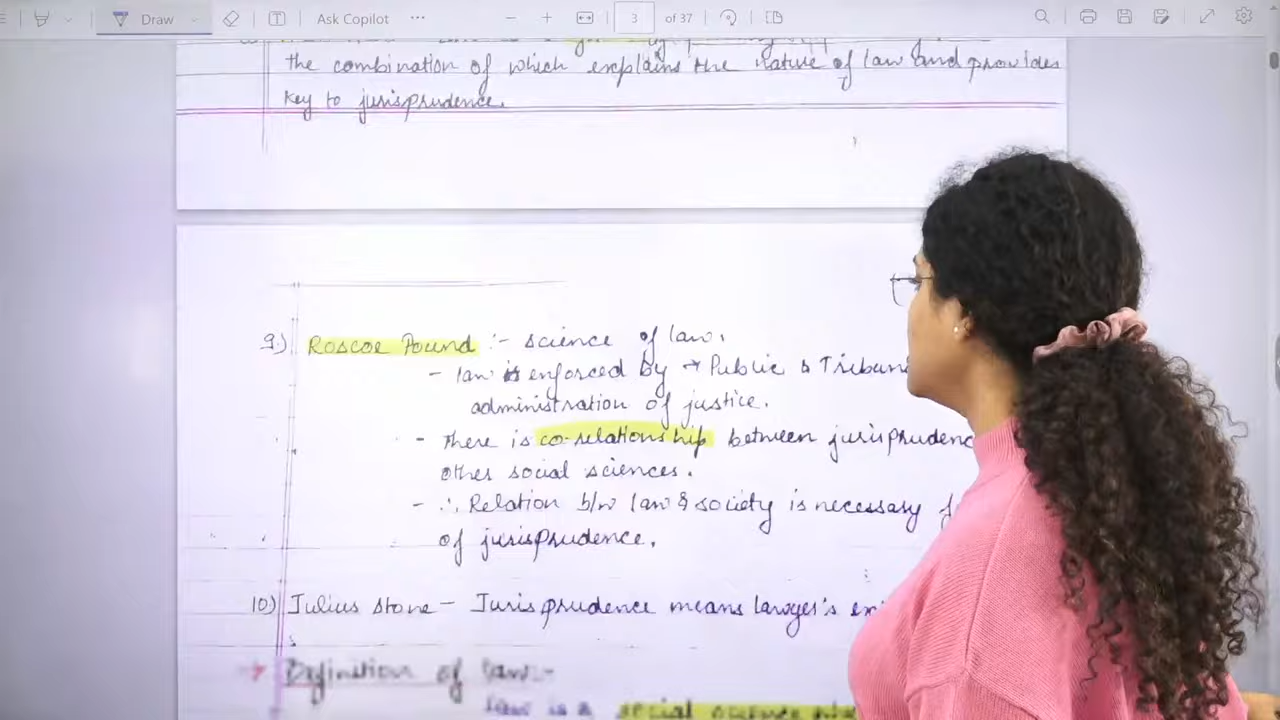 Draw
Ask Copilot
3 of 37
the combination of which explains the nature of law and provides
key to jurisprudence.
9.) Roscoe Pound :- science of law.
- law is enforced by → Public & Tribun
administration of justice.
- There is co-relationship between jurisprudenc
other social sciences.
- ∴ Relation b/w law & society is necessary f
of jurisprudence.
10) Julius Stone - Jurisprudence means lawyer's
→ Definition of law:-
law is a social science